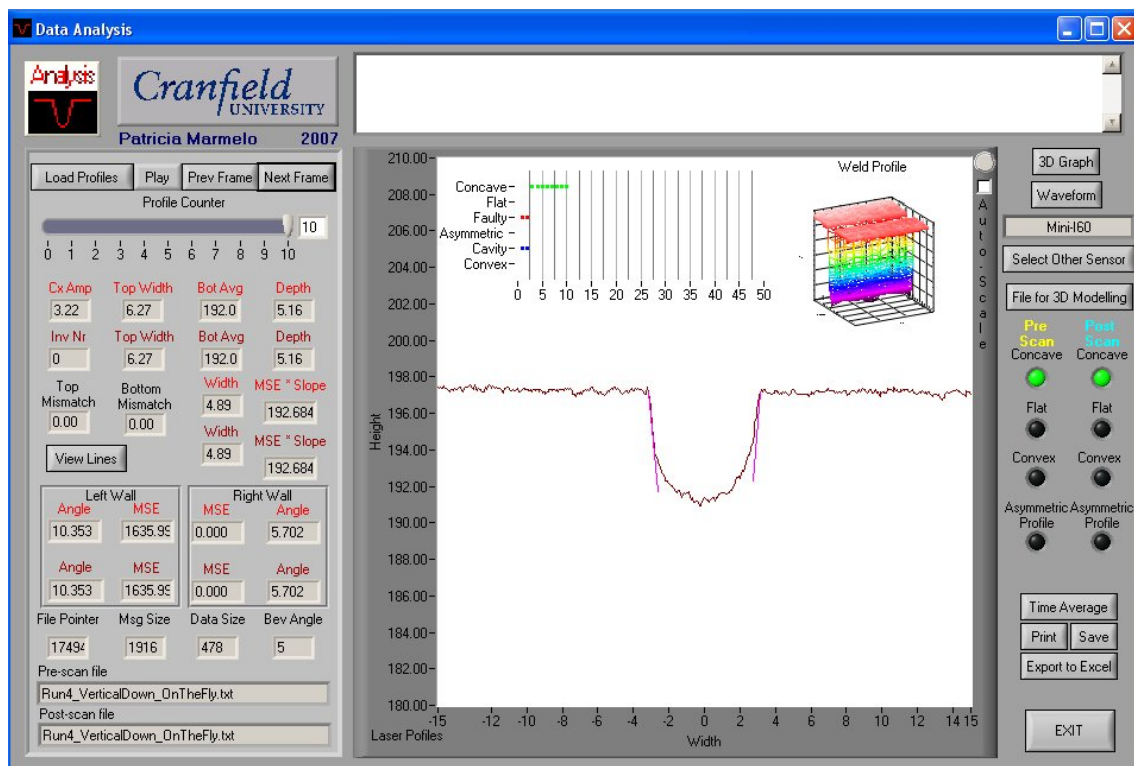 Data Analysis
Analysis
Cranfield
UNIVERSITY
Patricia Marmelo 2007
Load Profiles Play Prev Frame Next Frame
Profile Counter
10
0 1 2 3 4 5 6 7 8 9 10
Cx Amp Top Width Bot Avg Depth
3.22 6.27 192.0 5.16
Inv Nr Top Width Bot Avg Depth
0 6.27 192.0 5.16
Top Mismatch Bottom Mismatch Width MSE * Slope
0.00 0.00 4.89 192.684
Width MSE * Slope
4.89 192.684
View Lines
Left Wall Right Wall
Angle MSE MSE Angle
10.353 1635.99 0.000 5.702
Angle MSE MSE Angle
10.353 1635.99 0.000 5.702
File Pointer Msg Size Data Size Bev Angle
17494 1916 478 5
Pre-scan file
Run4_VerticalDown_OnTheFly.txt
Post-scan file
Run4_VerticalDown_OnTheFly.txt
210.00
208.00
206.00
204.00
202.00
200.00
198.00
196.00
194.00
192.00
190.00
188.00
186.00
184.00
182.00
180.00
Height
Concave
Flat
Faulty
Asymmetric
Cavity
Convex
0 5 10 15 20 25 30 35 40 45 50
Weld Profile
Auto-Scale
-15 -12 -10 -8 -6 -4 -2 0 2 4 6 8 10 12 14 15
Laser Pofiles
Width
3D Graph
Waveform
Mini-I60
Select Other Sensor
File for 3D Modelling
Pre Scan Post Scan
Concave Concave
Flat Flat
Convex Convex
Asymmetric Profile Asymmetric Profile
Time Average
Print Save
Export to Excel
EXIT